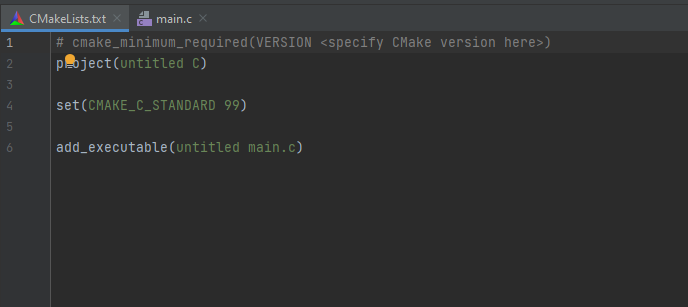 CMakeLists.txt main.c
1 # cmake_minimum_required(VERSION <specify CMake version here>)
2 project(untitled C)
3
4 set(CMAKE_C_STANDARD 99)
5
6 add_executable(untitled main.c)